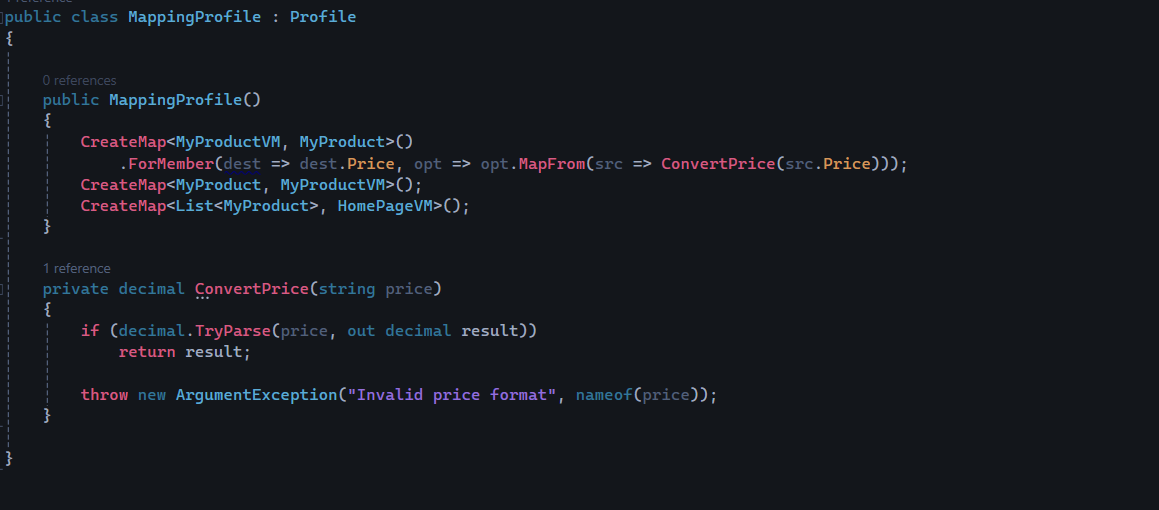 1 reference
public class MappingProfile : Profile
{
0 references
public MappingProfile()
{
CreateMap<MyProductVM, MyProduct>()
.ForMember(dest => dest.Price, opt => opt.MapFrom(src => ConvertPrice(src.Price)));
CreateMap<MyProduct, MyProductVM>();
CreateMap<List<MyProduct>, HomePageVM>();
}
1 reference
private decimal ConvertPrice(string price)
{
if (decimal.TryParse(price, out decimal result))
return result;
throw new ArgumentException("Invalid price format", nameof(price));
}
}